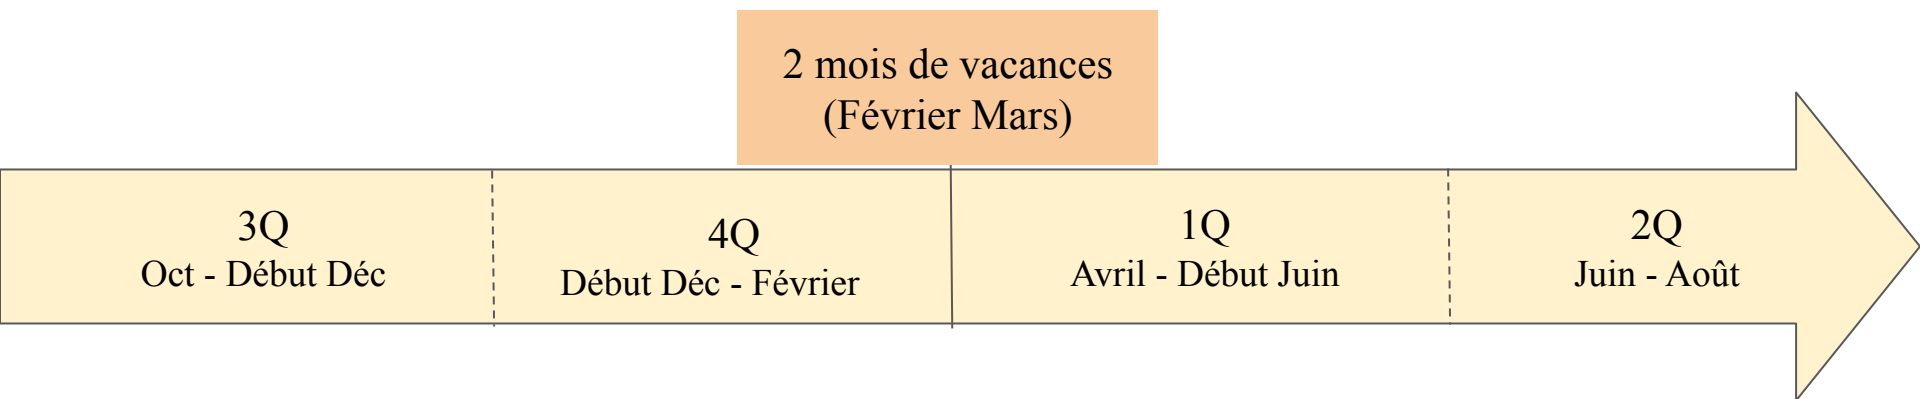 2 mois de vacances
(Février Mars)
3Q
Oct - Début Déc
4Q
Début Déc - Février
1Q
Avril - Début Juin
2Q
Juin - Août